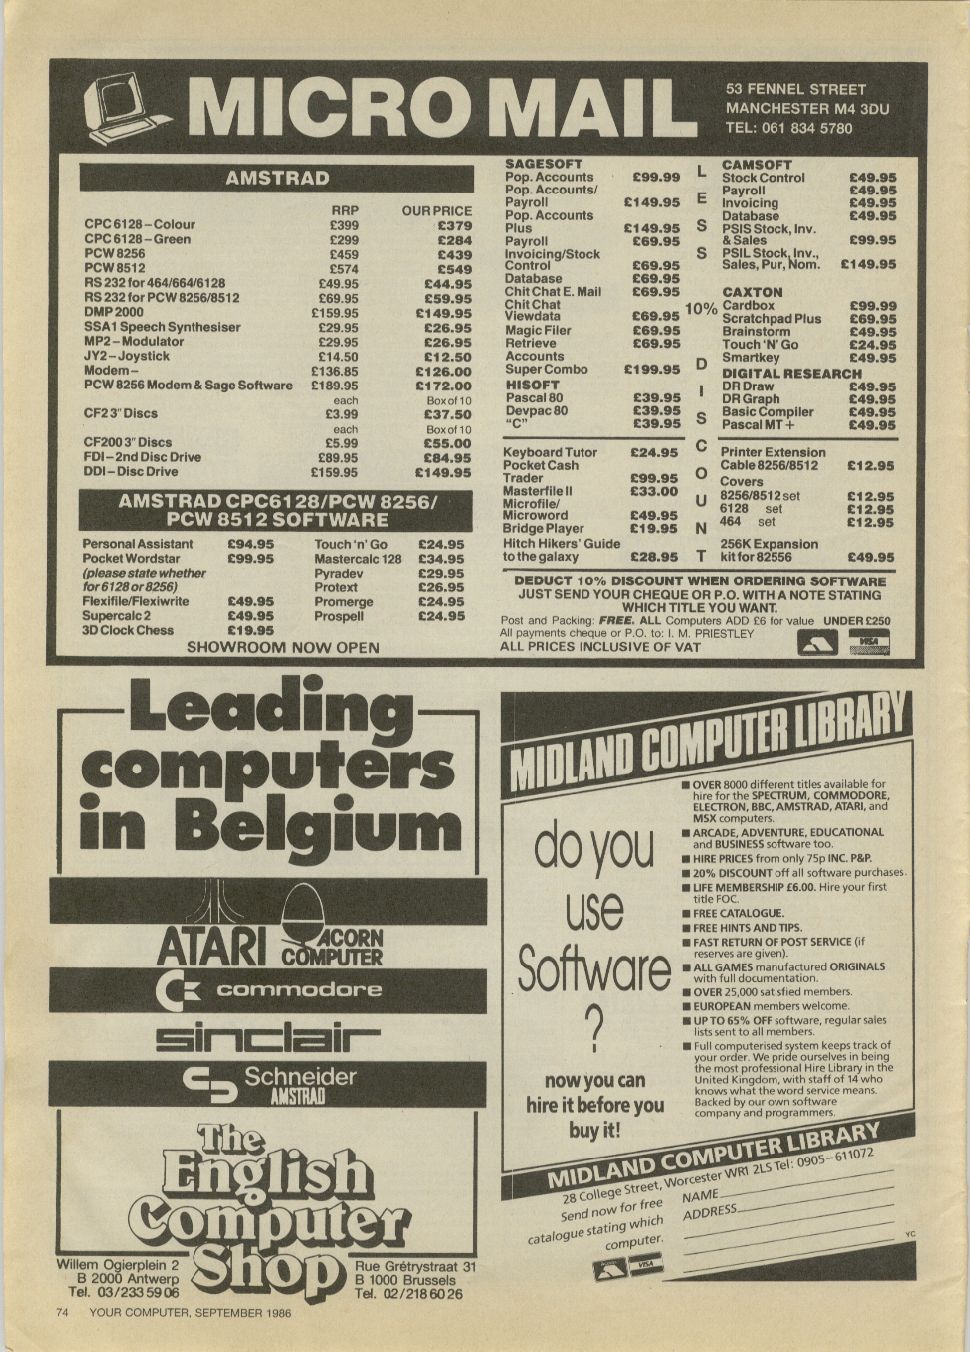 MICRO MAIL
53 FENNEL STREET
MANCHESTER M4 3DU
TEL: 061 834 5780
AMSTRAD
RRP OUR PRICE
CPC 6128–Colour £399 £379
CPC 6128–Green £299 £284
PCW 8256 £459 £439
PCW 8512 £574 £549
RS 232 for 464/664/6128 £49.95 £44.95
RS 232 for PCW 8256/8512 £69.95 £59.95
DMP 2000 £159.95 £149.95
SSA1 Speech Synthesiser £29.95 £26.95
MP2–Modulator £29.95 £26.95
JY2–Joystick £14.50 £12.50
Modem– £136.85 £126.00
PCW 8256 Modem & Sage Software £189.95 £172.00
each Box of 10
CF2 3" Discs £3.99 £37.50
each Box of 10
CF200 3" Discs £5.99 £55.00
FDI–2nd Disc Drive £89.95 £84.95
DDI–Disc Drive £159.95 £149.95
AMSTRAD CPC6128/PCW 8256/
PCW 8512 SOFTWARE
Personal Assistant £94.95
Pocket Wordstar £99.95
(please state whether
for 6128 or 8256)
Flexifile/Flexiwrite £49.95
Supercalc 2 £49.95
3D Clock Chess £19.95
Touch 'n' Go £24.95
Mastercalc 128 £34.95
Pyradev £29.95
Protext £26.95
Promerge £24.95
Prospell £24.95
SHOWROOM NOW OPEN
SAGESOFT
Pop. Accounts £99.99
Pop. Accounts/
Payroll £149.95
Pop. Accounts
Plus £149.95
Payroll £69.95
Invoicing/Stock
Control £69.95
Database £69.95
Chit Chat E. Mail £69.95
Chit Chat
Viewdata £69.95
Magic Filer £69.95
Retrieve £69.95
Accounts
Super Combo £199.95
HISOFT
Pascal 80 £39.95
Devpac 80 £39.95
"C" £39.95
Keyboard Tutor £24.95
Pocket Cash
Trader £99.95
Masterfile II £33.00
Microfile/
Microword £49.95
Bridge Player £19.95
Hitch Hikers' Guide
to the galaxy £28.95
LESS
10%
DISCOUNT
CAMSOFT
Stock Control £49.95
Payroll £49.95
Invoicing £49.95
Database £49.95
PSIS Stock, Inv.
& Sales £99.95
PSIL Stock, Inv.,
Sales, Pur, Nom. £149.95
CAXTON
Cardbox £99.99
Scratchpad Plus £69.95
Brainstorm £49.95
Touch 'N' Go £24.95
Smartkey £49.95
DIGITAL RESEARCH
DR Draw £49.95
DR Graph £49.95
Basic Compiler £49.95
Pascal MT + £49.95
Printer Extension
Cable 8256/8512 £12.95
Covers
8256/8512 set £12.95
6128 set £12.95
464 set £12.95
256K Expansion
kit for 82556 £49.95
DEDUCT 10% DISCOUNT WHEN ORDERING SOFTWARE
JUST SEND YOUR CHEQUE OR P.O. WITH A NOTE STATING
WHICH TITLE YOU WANT.
Post and Packing: FREE. ALL Computers ADD £6 for value UNDER £250
All payments cheque or P.O. to: I. M. PRIESTLEY
ALL PRICES INCLUSIVE OF VAT
VISA
Leading
computers
in Belgium
ATARI ACORN
COMPUTER
commodore
sinclair
Schneider
AMSTRAD
The
English
Computer
Shop
Willem Ogierplein 2
B 2000 Antwerp
Tel. 03/233 59 06
Rue Grétrystraat 31
B 1000 Brussels
Tel. 02/218 60 26
MIDLAND COMPUTER LIBRARY
do you
use
Software
?
now you can
hire it before you
buy it!
■ OVER 8000 different titles available for
hire for the SPECTRUM, COMMODORE,
ELECTRON, BBC, AMSTRAD, ATARI, and
MSX computers.
■ ARCADE, ADVENTURE, EDUCATIONAL
and BUSINESS software too.
■ HIRE PRICES from only 75p INC. P&P.
■ 20% DISCOUNT off all software purchases.
■ LIFE MEMBERSHIP £6.00. Hire your first
title FOC.
■ FREE CATALOGUE.
■ FREE HINTS AND TIPS.
■ FAST RETURN OF POST SERVICE (if
reserves are given).
■ ALL GAMES manufactured ORIGINALS
with full documentation.
■ OVER 25,000 satsfied members.
■ EUROPEAN members welcome.
■ UP TO 65% OFF software, regular sales
lists sent to all members.
■ Full computerised system keeps track of
your order. We pride ourselves in being
the most professional Hire Library in the
United Kingdom, with staff of 14 who
knows what the word service means.
Backed by our own software
company and programmers.
MIDLAND COMPUTER LIBRARY
28 College Street, Worcester WR1 2LS Tel: 0905–611072
Send now for free
catalogue stating which
computer.
NAME
ADDRESS
VISA
YC
74 YOUR COMPUTER, SEPTEMBER 1986